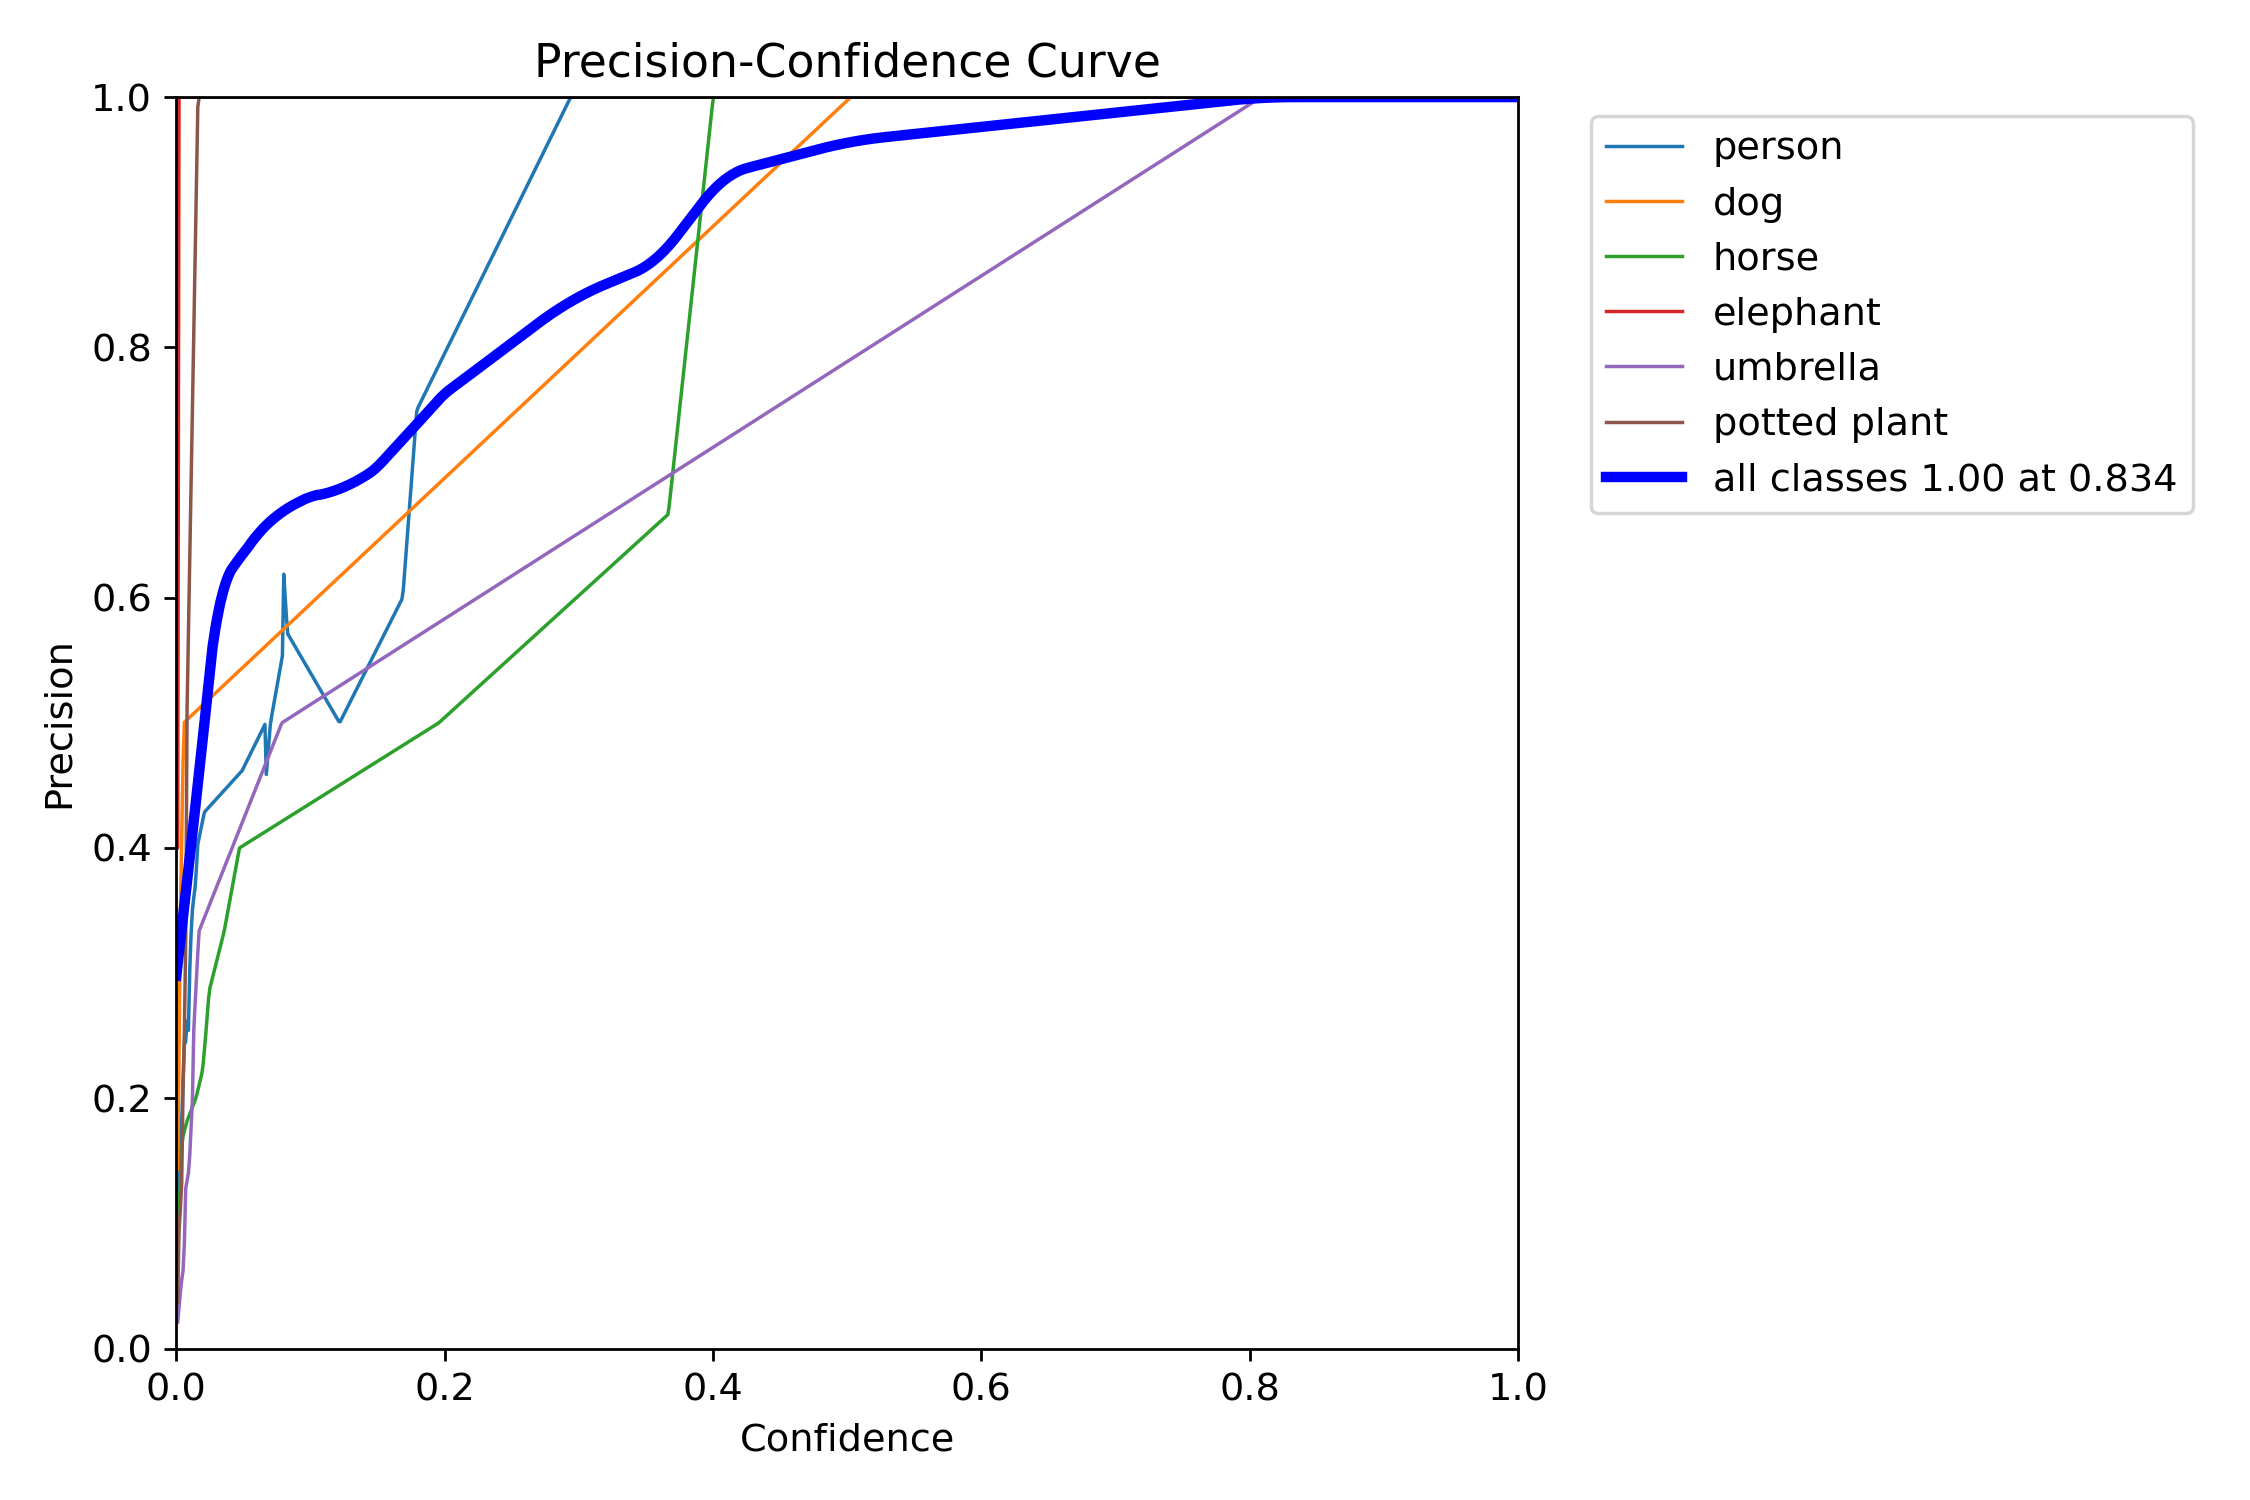 Precision-Confidence Curve
1.0
0.8
0.6
0.4
0.2
0.0
Precision
0.0 0.2 0.4 0.6 0.8 1.0
Confidence
person
dog
horse
elephant
umbrella
potted plant
all classes 1.00 at 0.834